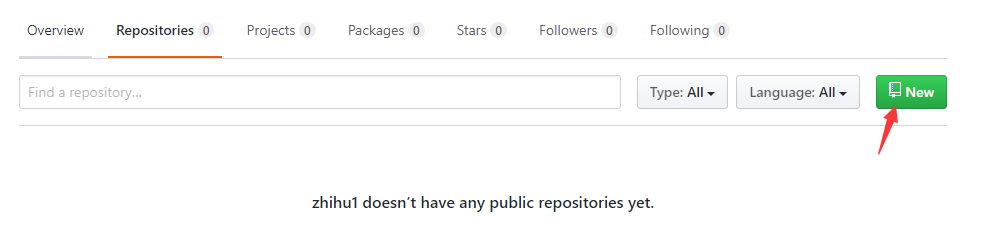 Overview Repositories 0 Projects 0 Packages 0 Stars 0 Followers 0 Following 0
Find a repository... Type: All Language: All New
zhihu1 doesn’t have any public repositories yet.